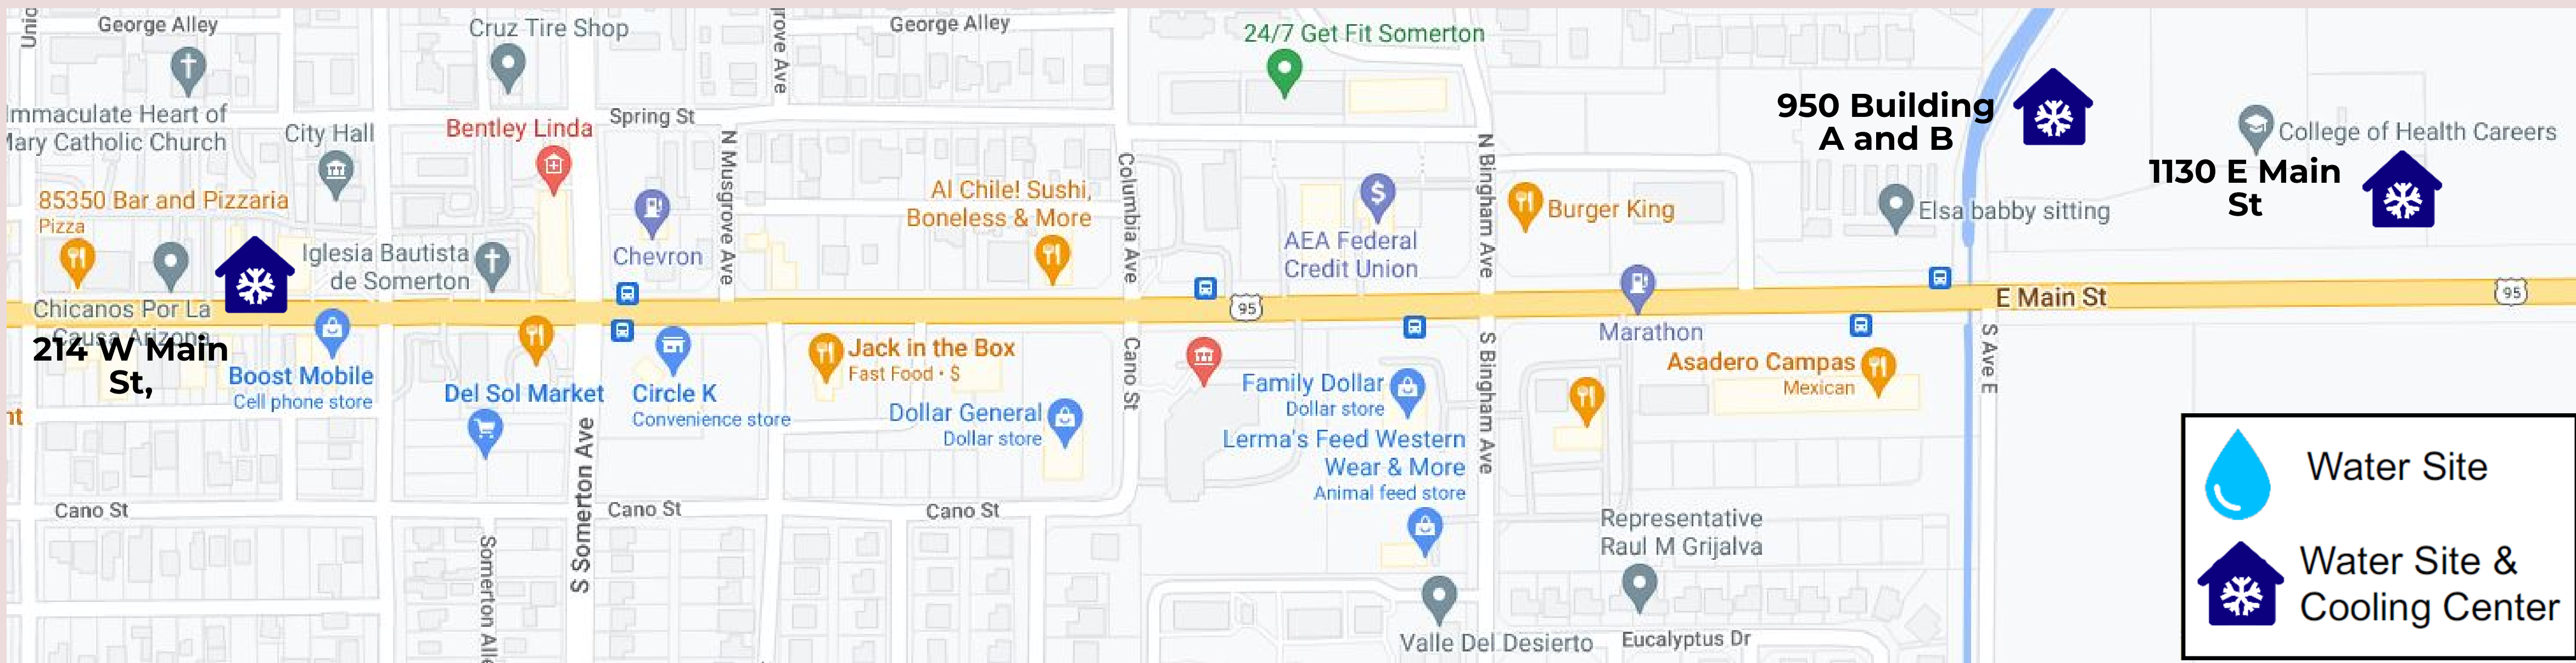 George Alley
Cruz Tire Shop
George Alley
24/7 Get Fit Somerton
Immaculate Heart of
Mary Catholic Church
City Hall
Bentley Linda
Spring St
N Musgrove Ave
Columbia Ave
N Bingham Ave
950 Building
A and B
College of Health Careers
1130 E Main
St
85350 Bar and Pizzaria
Pizza
Iglesia Bautista
de Somerton
Chevron
Al Chile! Sushi,
Boneless & More
AEA Federal
Credit Union
Burger King
Elsa babby sitting
Chicanos Por La
Causa Arizona
214 W Main
St,
95
Marathon
E Main St
95
Boost Mobile
Cell phone store
Del Sol Market
Circle K
Convenience store
Jack in the Box
Fast Food • $
Dollar General
Dollar store
Cano St
Family Dollar
Dollar store
Lerma's Feed Western
Wear & More
Animal feed store
S Bingham Ave
Asadero Campas
Mexican
S Ave E
Cano St
S Somerton Ave
Cano St
Cano St
Representative
Raul M Grijalva
Valle Del Desierto
Eucalyptus Dr
Water Site
Water Site &
Cooling Center